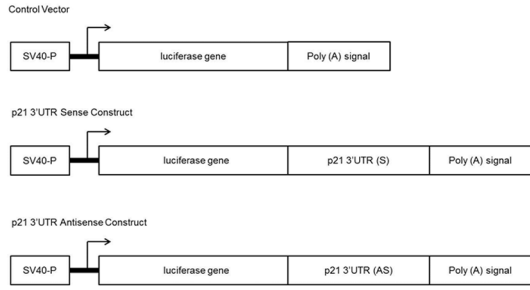 Control Vector
SV40-P luciferase gene Poly (A) signal
p21 3'UTR Sense Construct
SV40-P luciferase gene p21 3'UTR (S) Poly (A) signal
p21 3'UTR Antisense Construct
SV40-P luciferase gene p21 3'UTR (AS) Poly (A) signal